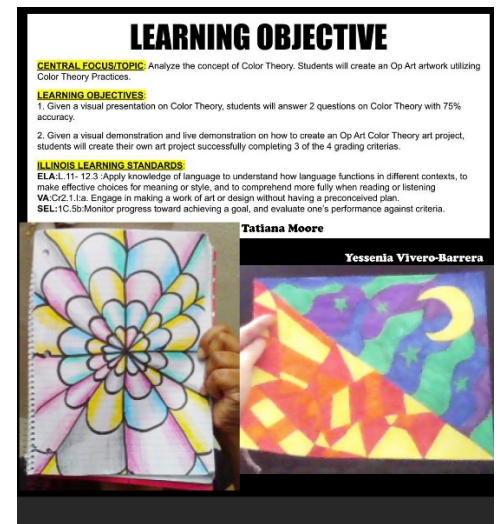 LEARNING OBJECTIVE
CENTRAL FOCUS/TOPIC: Analyze the concept of Color Theory. Students will create an Op Art artwork utilizing
Color Theory Practices.
LEARNING OBJECTIVES:
1. Given a visual presentation on Color Theory, students will answer 2 questions on Color Theory with 75%
accuracy.
2. Given a visual demonstration and live demonstration on how to create an Op Art Color Theory art project,
students will create their own art project successfully completing 3 of the 4 grading criterias.
ILLINOIS LEARNING STANDARDS:
ELA:L.11- 12.3 :Apply knowledge of language to understand how language functions in different contexts, to
make effective choices for meaning or style, and to comprehend more fully when reading or listening
VA:Cr2.1.I:a. Engage in making a work of art or design without having a preconceived plan.
SEL:1C.5b:Monitor progress toward achieving a goal, and evaluate one's performance against criteria.
Tatiana Moore
Yessenia Vivero-Barrera